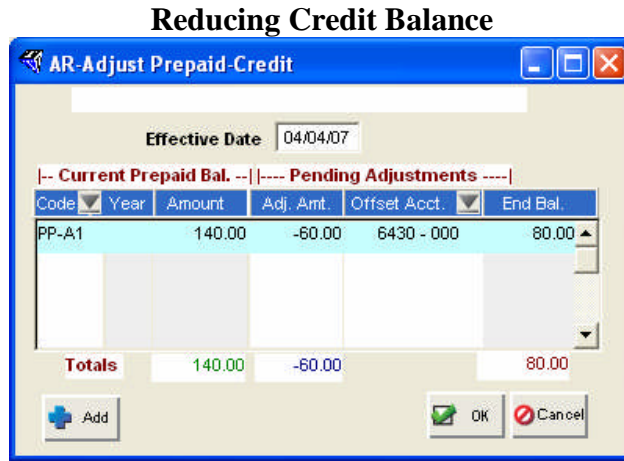 Reducing Credit Balance
AR-Adjust Prepaid-Credit
Effective Date 04/04/07
|-- Current Prepaid Bal. --| |---- Pending Adjustments ----|
Code Year Amount Adj. Amt. Offset Acct. End Bal.
PP-A1 140.00 -60.00 6430 - 000 80.00
Totals 140.00 -60.00 80.00
Add OK Cancel